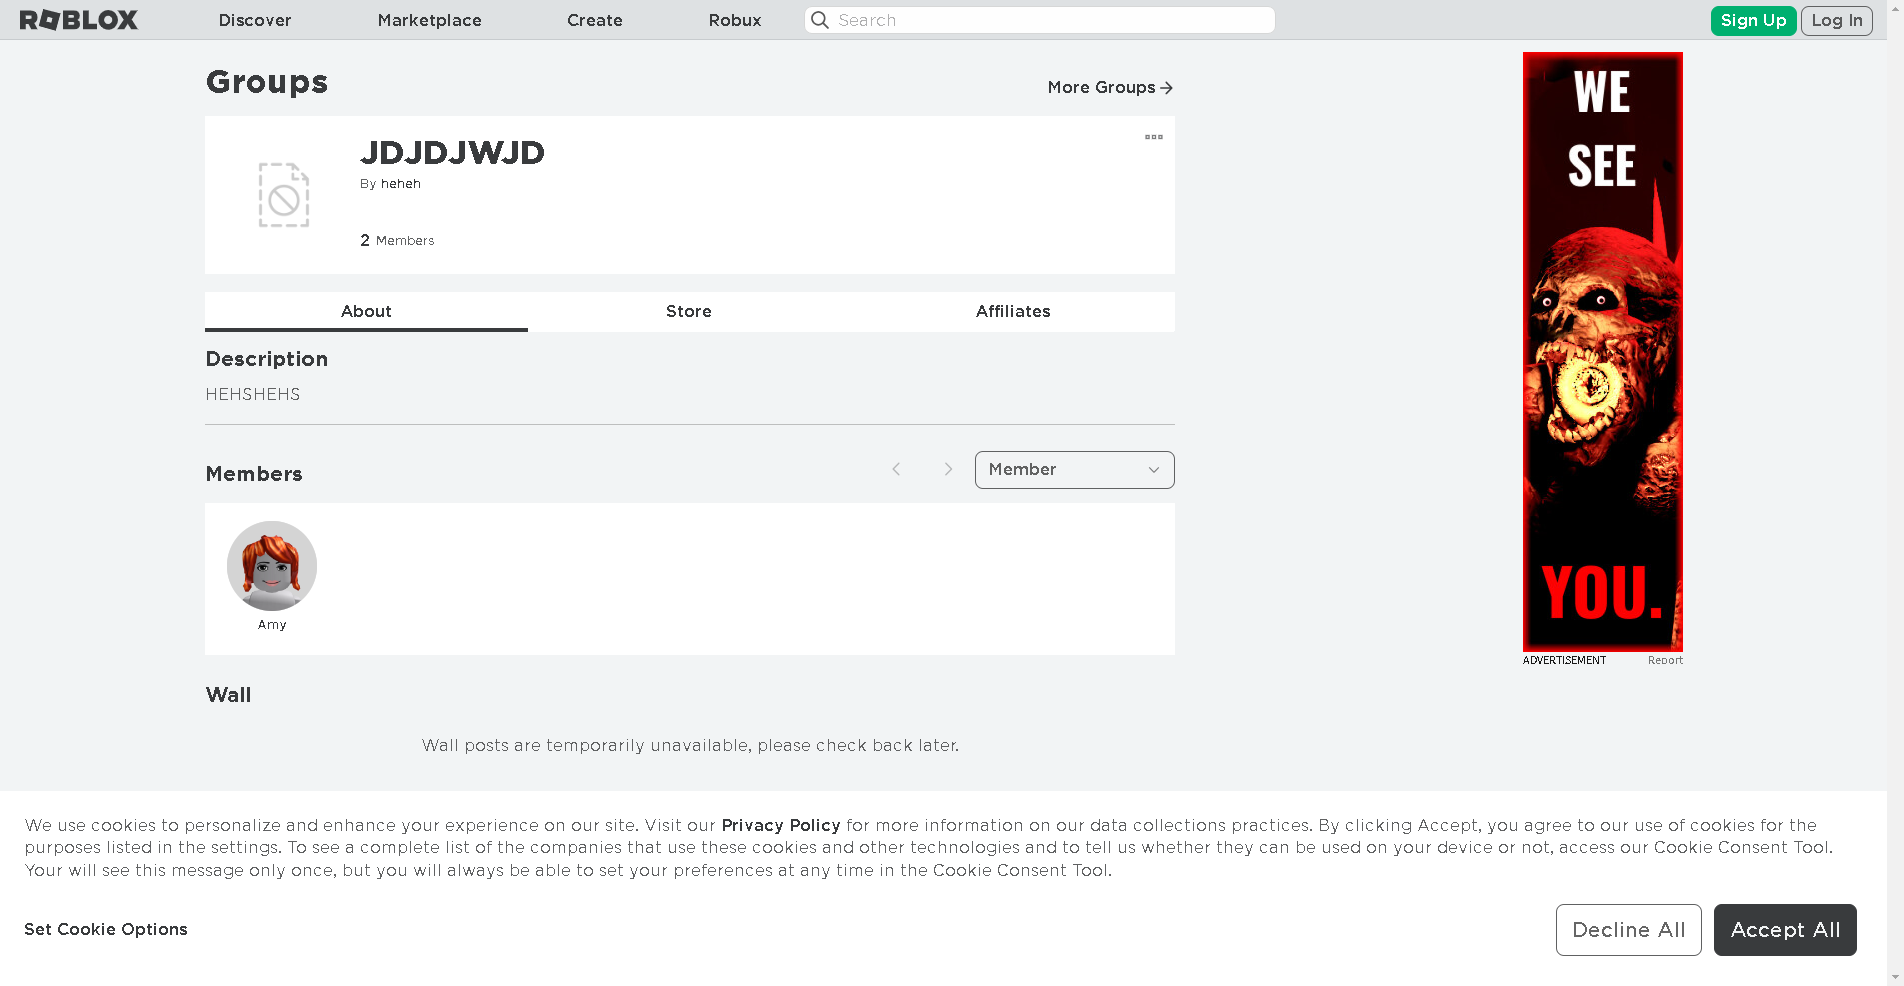 ROBLOX Discover Marketplace Create Robux Search Sign Up Log In
Groups
More Groups
JDJDJWJD
By heheh
2 Members
About Store Affiliates
Description
HEHSHEHS
Members
Member
Amy
Wall
Wall posts are temporarily unavailable, please check back later.
WE
SEE
YOU.
ADVERTISEMENT Report
We use cookies to personalize and enhance your experience on our site. Visit our Privacy Policy for more information on our data collections practices. By clicking Accept, you agree to our use of cookies for the
purposes listed in the settings. To see a complete list of the companies that use these cookies and other technologies and to tell us whether they can be used on your device or not, access our Cookie Consent Tool.
Your will see this message only once, but you will always be able to set your preferences at any time in the Cookie Consent Tool.
Set Cookie Options
Decline All Accept All